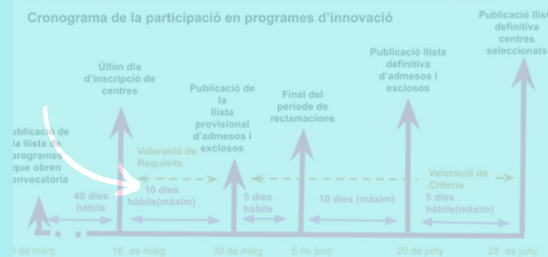 Cronograma de la participació en programes d'innovació
Publicació llista
definitiva
centres
seleccionats
Publicació llista
definitiva
d'admesos i
exclosos
Últim dia
d'inscripció de
centres
Publicació de
la
llista
provisional
d'admesos i
exclosos
Final del
període de
reclamacions
la llista de
programes
que obren
Valoració de
Requisits
Valoració de
Criteris
40 dies
hàbils
10 dies
hàbils(màxim)
5 dies
hàbils
10 dies (màxim)
5 dies
hàbils(màxim)
de març
16 de maig
30 de maig
6 de juny
20 de juny
28 de juny